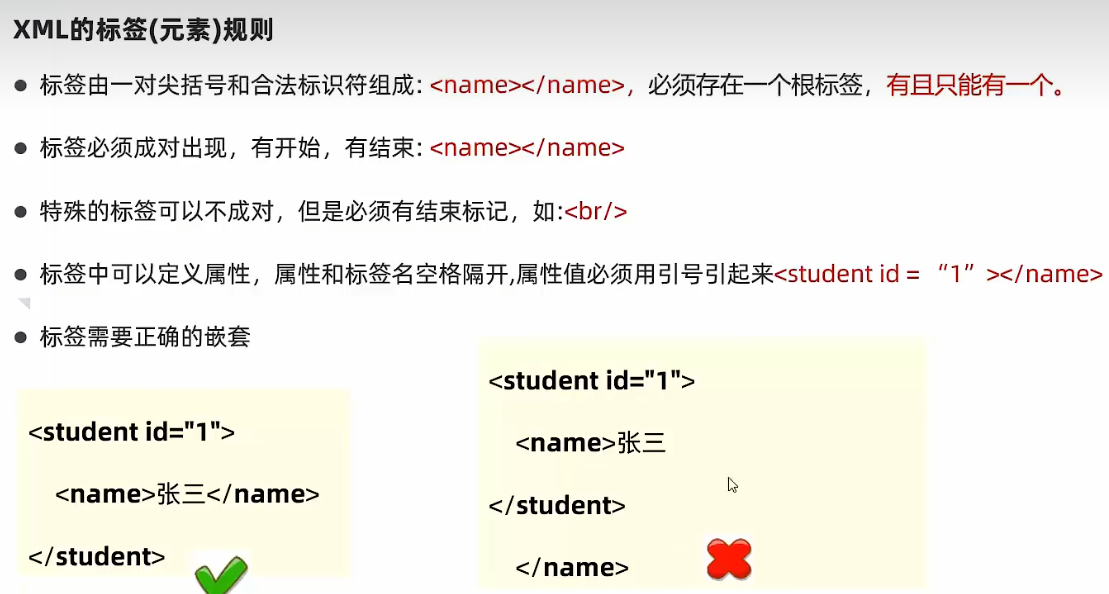 XML的标签(元素)规则
● 标签由一对尖括号和合法标识符组成: <name></name>，必须存在一个根标签，有且只能有一个。
● 标签必须成对出现，有开始，有结束: <name></name>
● 特殊的标签可以不成对，但是必须有结束标记，如:<br/>
● 标签中可以定义属性，属性和标签名空格隔开,属性值必须用引号引起来<student id = “1” ></name>
● 标签需要正确的嵌套
<student id="1">
<name>张三</name>
</student>
<student id="1">
<name>张三
</student>
</name>